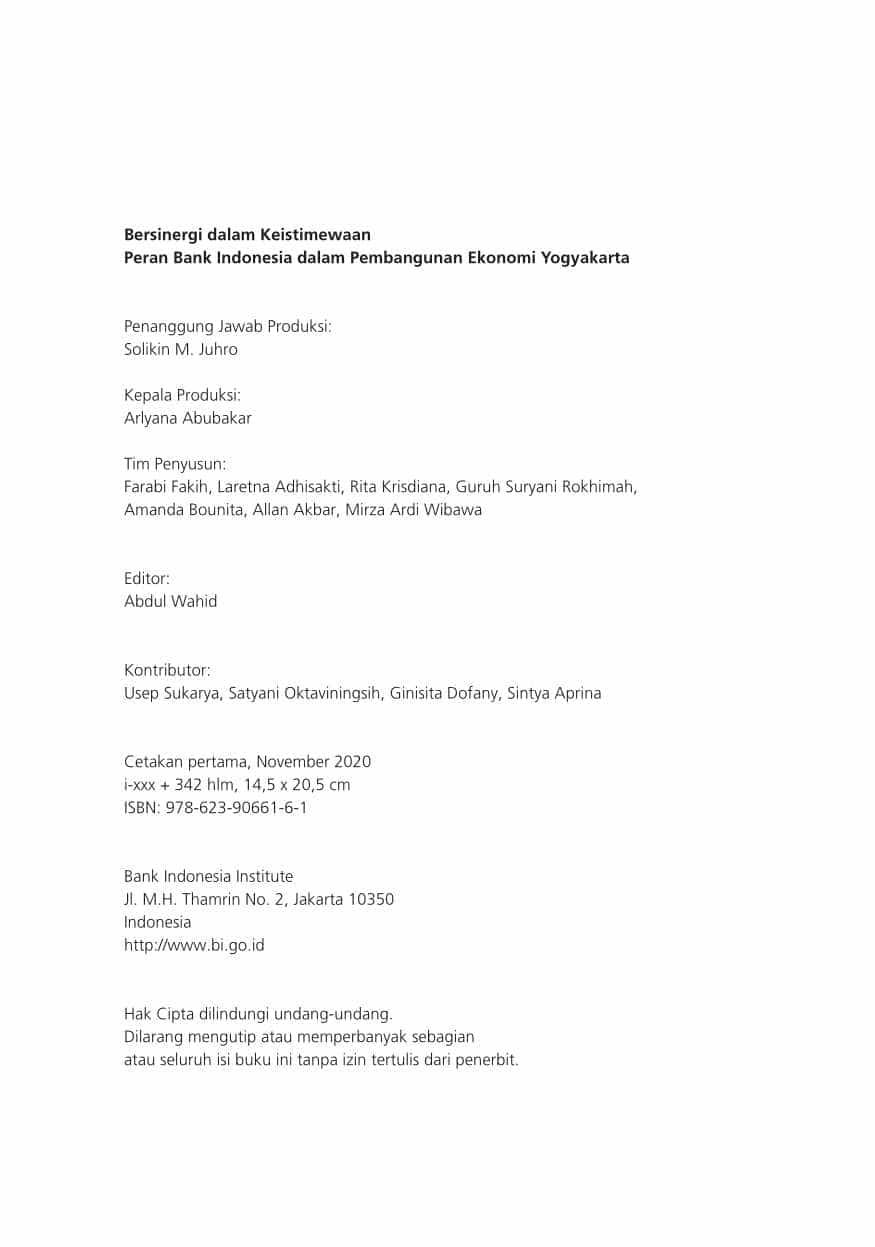 Bersinergi dalam Keistimewaan
Peran Bank Indonesia dalam Pembangunan Ekonomi Yogyakarta
Penanggung Jawab Produksi:
Solikin M. Juhro
Kepala Produksi:
Arlyana Abubakar
Tim Penyusun:
Farabi Fakih, Laretna Adhisakti, Rita Krisdiana, Guruh Suryani Rokhimah,
Amanda Bounita, Allan Akbar, Mirza Ardi Wibawa
Editor:
Abdul Wahid
Kontributor:
Usep Sukarya, Satyani Oktaviningsih, Ginisita Dofany, Sintya Aprina
Cetakan pertama, November 2020
i-xxx + 342 hlm, 14,5 x 20,5 cm
ISBN: 978-623-90661-6-1
Bank Indonesia Institute
Jl. M.H. Thamrin No. 2, Jakarta 10350
Indonesia
http://www.bi.go.id
Hak Cipta dilindungi undang-undang.
Dilarang mengutip atau memperbanyak sebagian
atau seluruh isi buku ini tanpa izin tertulis dari penerbit.